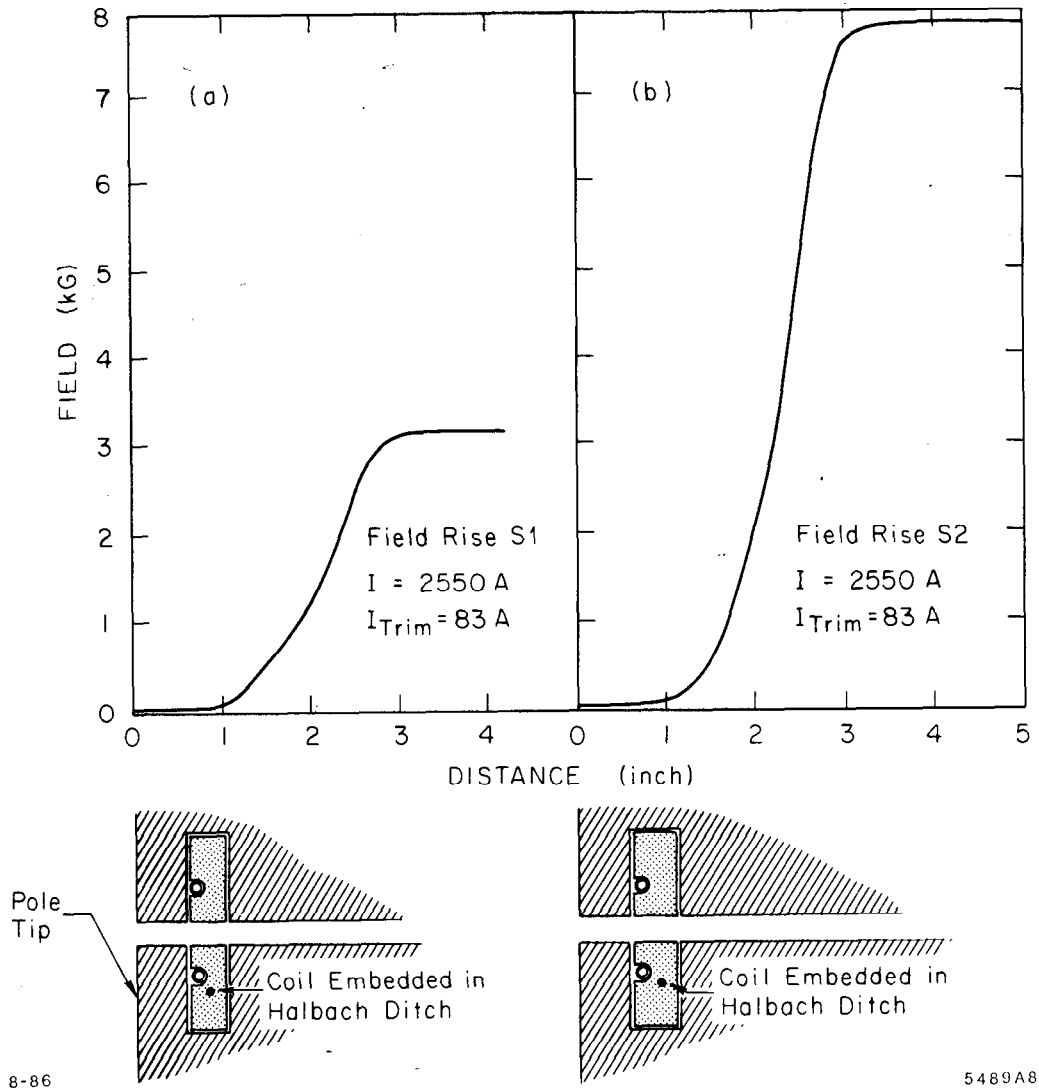 8
7
6
5
4
3
2
1
0
FIELD (kG)
(a)
Field Rise S1
I = 2550 A
I_Trim = 83 A
(b)
Field Rise S2
I = 2550 A
I_Trim = 83 A
0 1 2 3 4 0 1 2 3 4 5
DISTANCE (inch)
Pole
Tip
Coil Embedded in
Halbach Ditch
Coil Embedded in
Halbach Ditch
8-86
5489A8